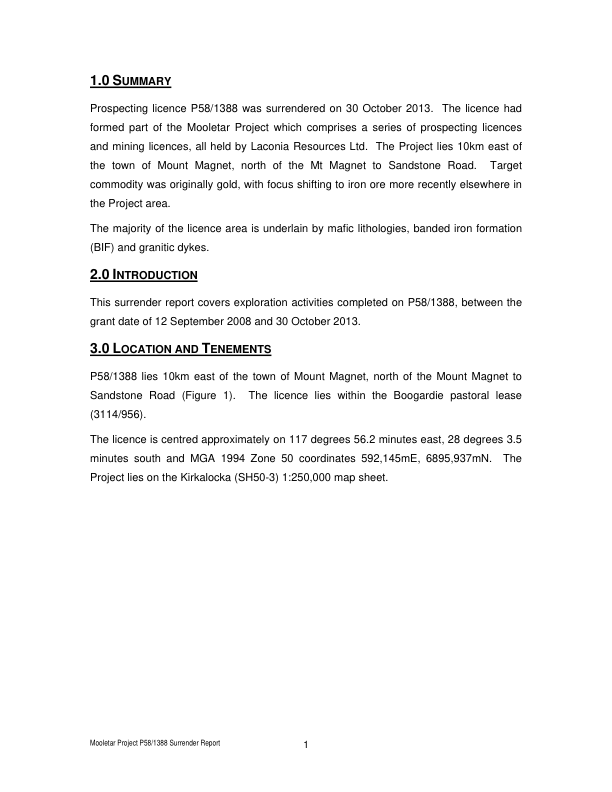 1.0 SUMMARY
Prospecting licence P58/1388 was surrendered on 30 October 2013.  The licence had
formed part of the Mooletar Project which comprises a series of prospecting licences
and mining licences, all held by Laconia Resources Ltd.  The Project lies 10km east of
the town of Mount Magnet, north of the Mt Magnet to Sandstone Road.  Target
commodity was originally gold, with focus shifting to iron ore more recently elsewhere in
the Project area.
The majority of the licence area is underlain by mafic lithologies, banded iron formation
(BIF) and granitic dykes.
2.0 INTRODUCTION
This surrender report covers exploration activities completed on P58/1388, between the
grant date of 12 September 2008 and 30 October 2013.
3.0 LOCATION AND TENEMENTS
P58/1388 lies 10km east of the town of Mount Magnet, north of the Mount Magnet to
Sandstone Road (Figure 1).  The licence lies within the Boogardie pastoral lease
(3114/956).
The licence is centred approximately on 117 degrees 56.2 minutes east, 28 degrees 3.5
minutes south and MGA 1994 Zone 50 coordinates 592,145mE, 6895,937mN.  The
Project lies on the Kirkalocka (SH50-3) 1:250,000 map sheet.
Mooletar Project P58/1388 Surrender Report 1